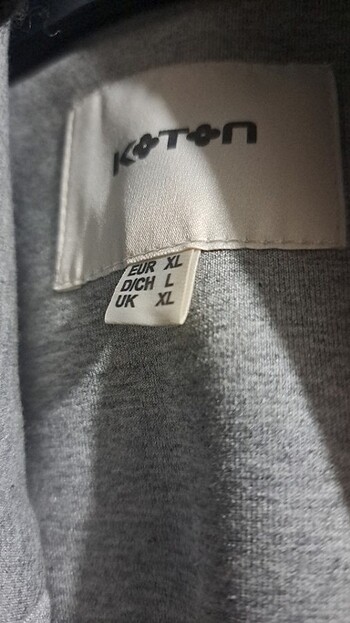 KOTON
EUR XL
D/CH L
UK XL